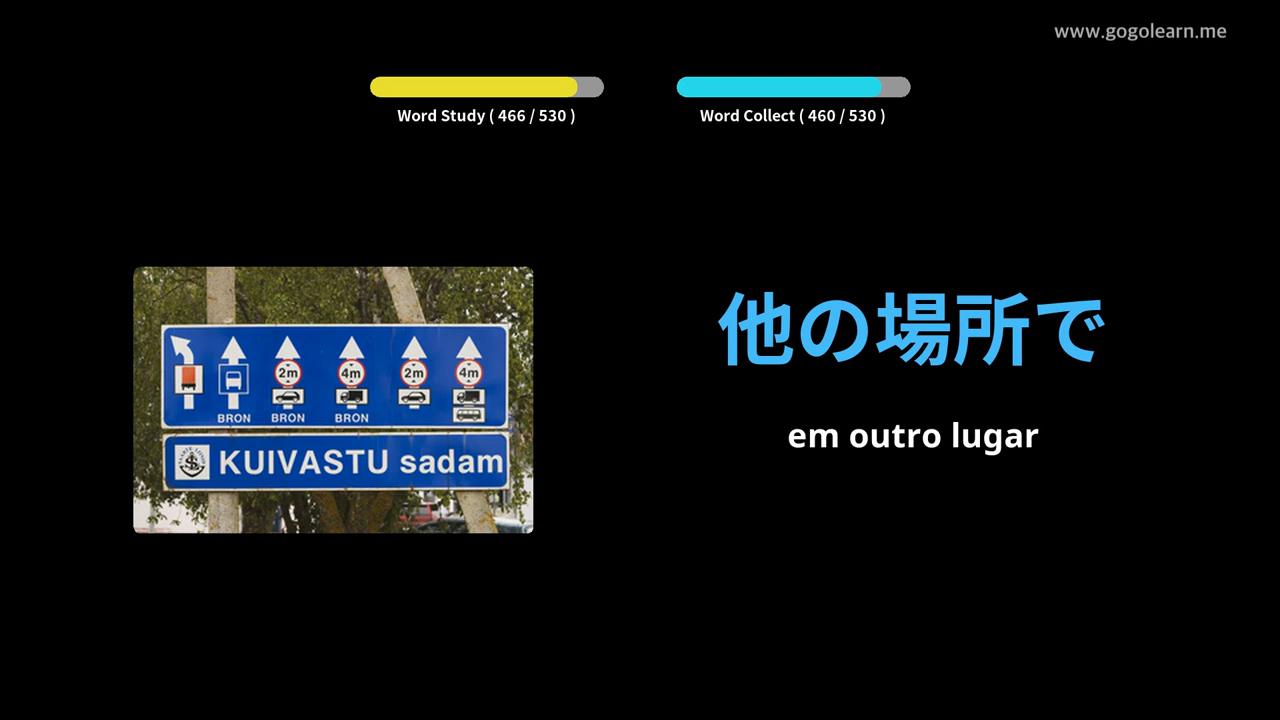 www.gogolearn.me
Word Study ( 466 / 530 )
Word Collect ( 460 / 530 )
2m 4m 2m 4m
BRON BRON BRON
KUIVASTU sadam
他の場所で
em outro lugar